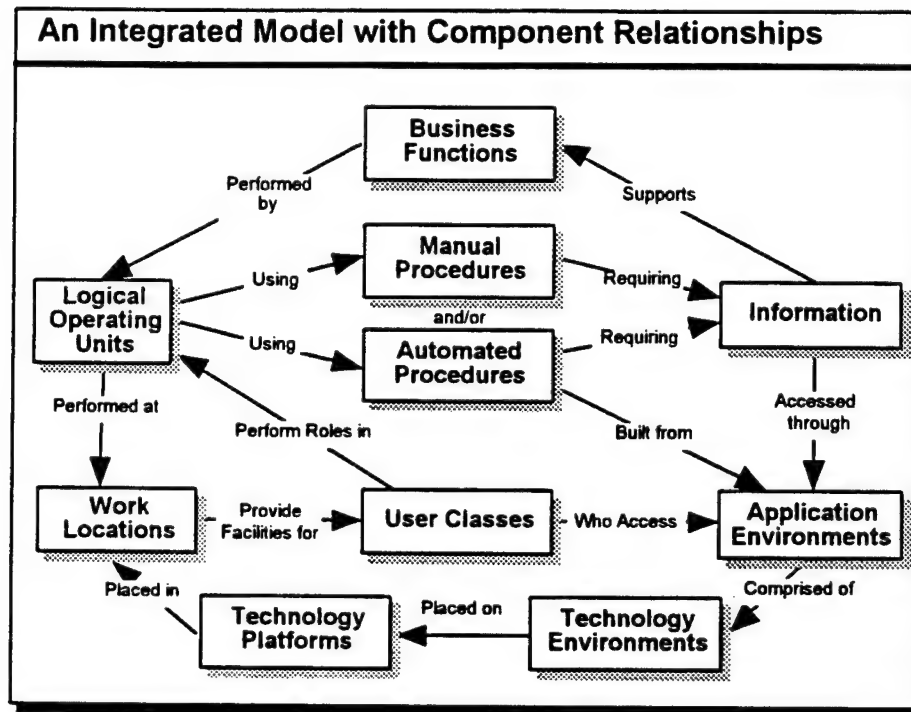 An Integrated Model with Component Relationships
Business
Functions
Performed
by
Supports
Manual
Procedures
Using
Requiring
Logical
Operating
Units
Information
and/or
Using
Requiring
Automated
Procedures
Performed at
Accessed
through
Perform Roles in
Built from
Work
Locations
Provide
Facilities for
User Classes
Who Access
Application
Environments
Placed in
Comprised of
Technology
Platforms
Placed on
Technology
Environments